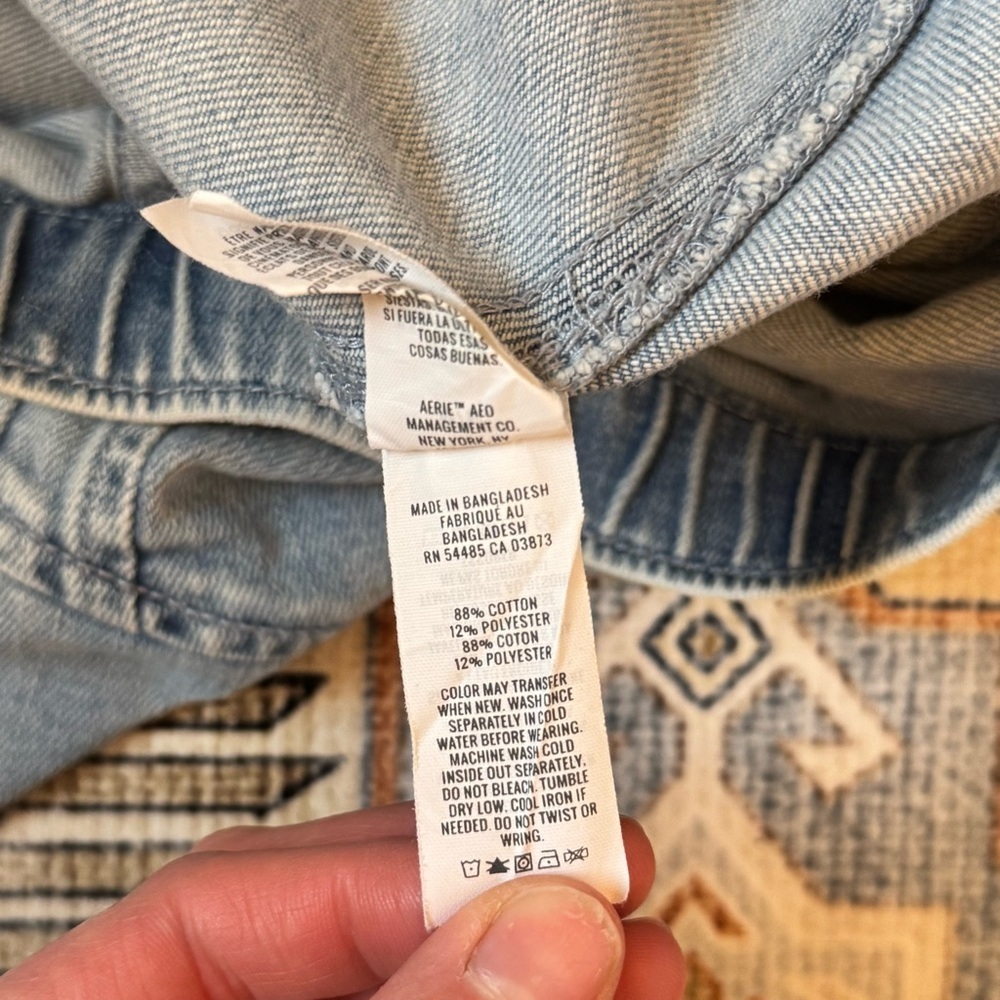 SI FUERA LA
TODAS ESAS
COSAS BUENAS.
AERIE™ AEO
MANAGEMENT CO.
NEW YORK, NY
MADE IN BANGLADESH
FABRIQUÉ AU
BANGLADESH
RN 54485 CA 03873
88% COTTON
12% POLYESTER
88% COTON
12% POLYESTER
COLOR MAY TRANSFER
WHEN NEW. WASH ONCE
SEPARATELY IN COLD
WATER BEFORE WEARING.
MACHINE WASH COLD
INSIDE OUT SEPARATELY.
DO NOT BLEACH. TUMBLE
DRY LOW. COOL IRON IF
NEEDED. DO NOT TWIST OR
WRING.